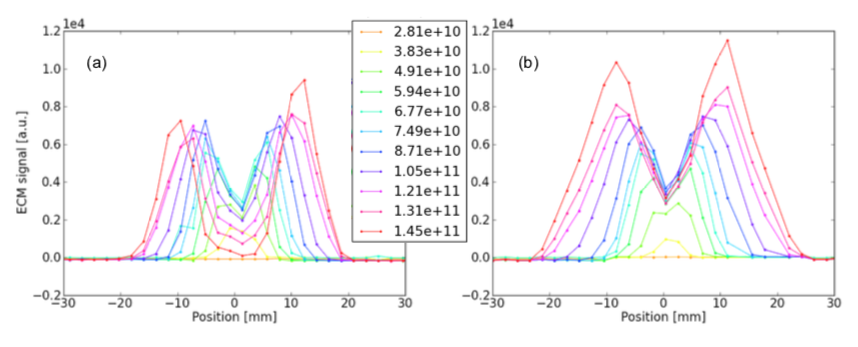 1e4
(a)
ECM signal [a.u.]
1.2
1.0
0.8
0.6
0.4
0.2
0.0
−0.2
−30
−20
−10
0
10
20
30
Position [mm]
2.81e+10
3.83e+10
4.91e+10
5.94e+10
6.77e+10
7.49e+10
8.71e+10
1.05e+11
1.21e+11
1.31e+11
1.45e+11
1e4
(b)
1.2
1.0
0.8
0.6
0.4
0.2
0.0
−0.2
−30
−20
−10
0
10
20
30
Position [mm]